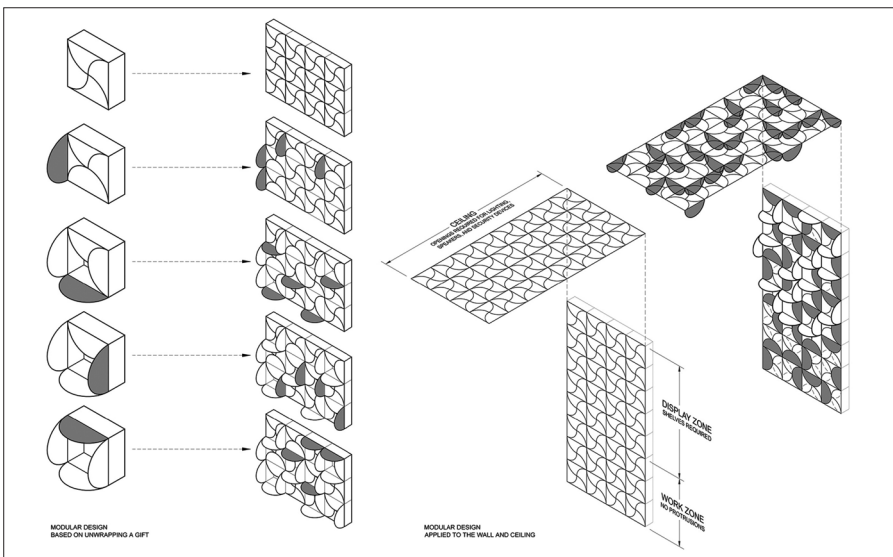 CEILING
OPENINGS REQUIRED FOR LIGHTING,
SPEAKERS, AND SECURITY DEVICES
DISPLAY ZONE
SHELVES REQUIRED
WORK ZONE
NO PROTRUSIONS
MODULAR DESIGN
BASED ON UNWRAPPING A GIFT
MODULAR DESIGN
APPLIED TO THE WALL AND CEILING